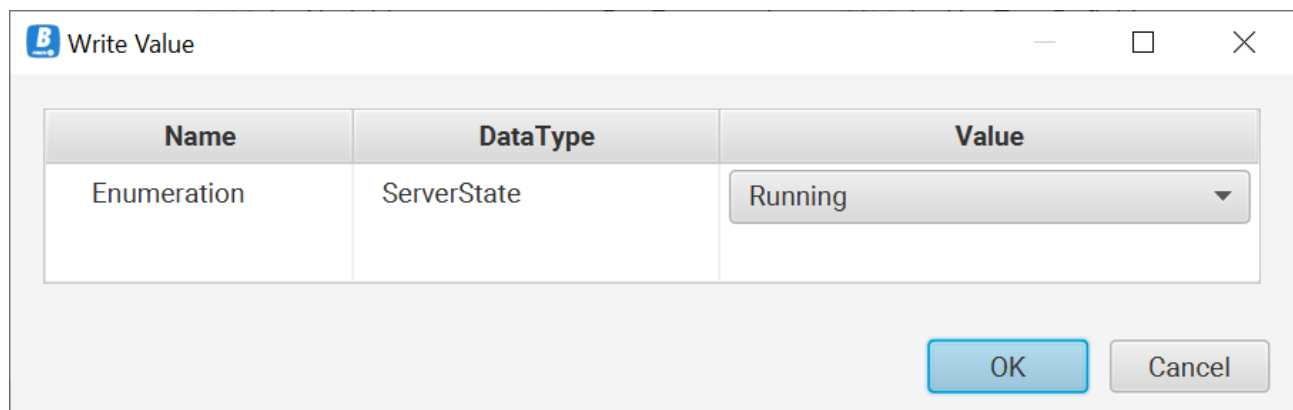 Write Value
Name DataType Value
Enumeration ServerState Running
OK Cancel